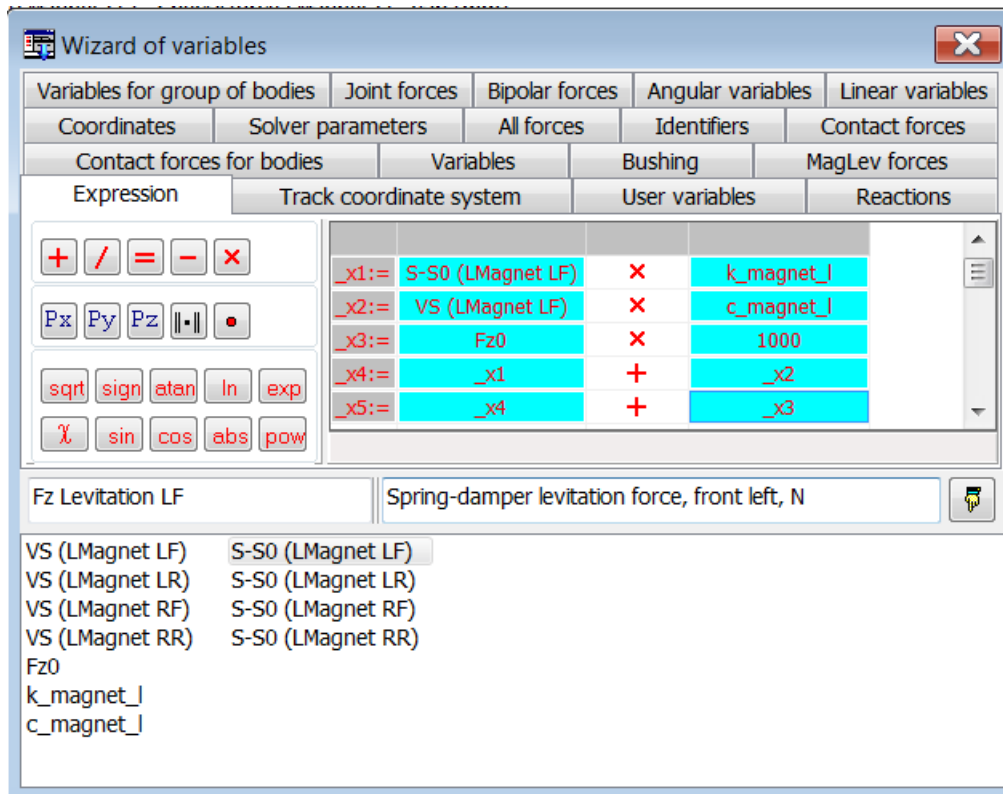 Wizard of variables
Variables for group of bodies Joint forces Bipolar forces Angular variables Linear variables
Coordinates Solver parameters All forces Identifiers Contact forces
Contact forces for bodies Variables Bushing MagLev forces
Expression Track coordinate system User variables Reactions
+ / = − ×
_x1:= S-S0 (LMagnet LF) × k_magnet_l
_x2:= VS (LMagnet LF) × c_magnet_l
Px Py Pz ‖•‖ •
_x3:= Fz0 × 1000
_x4:= _x1 + _x2
sqrt sign atan ln exp
_x5:= _x4 + _x3
χ sin cos abs pow
Fz Levitation LF Spring-damper levitation force, front left, N
VS (LMagnet LF) S-S0 (LMagnet LF)
VS (LMagnet LR) S-S0 (LMagnet LR)
VS (LMagnet RF) S-S0 (LMagnet RF)
VS (LMagnet RR) S-S0 (LMagnet RR)
Fz0
k_magnet_l
c_magnet_l